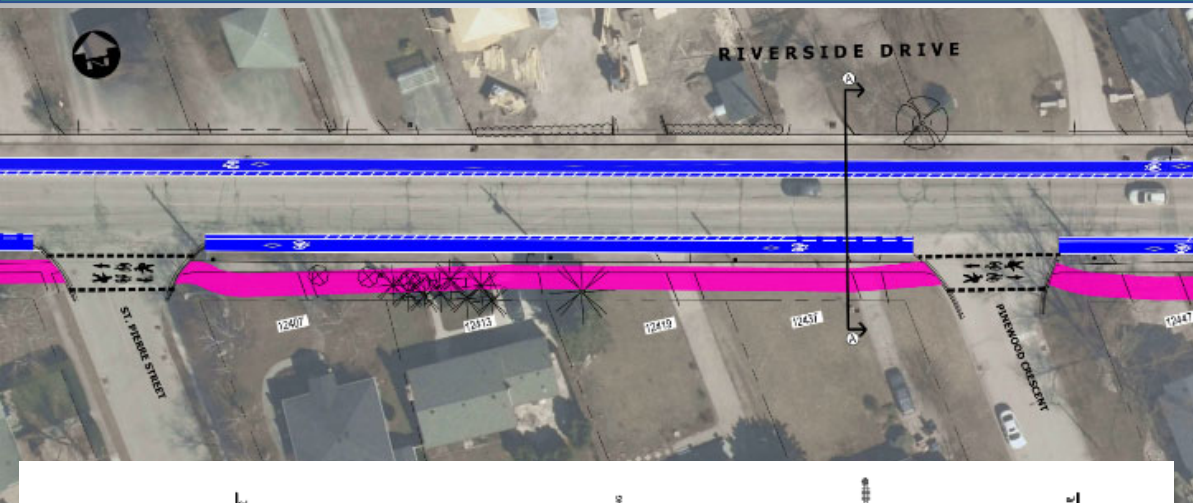 N
RIVERSIDE DRIVE
A
ST. PIERRE STREET
12407
12413
12419
12437
A
PINEWOOD CRESCENT
12447